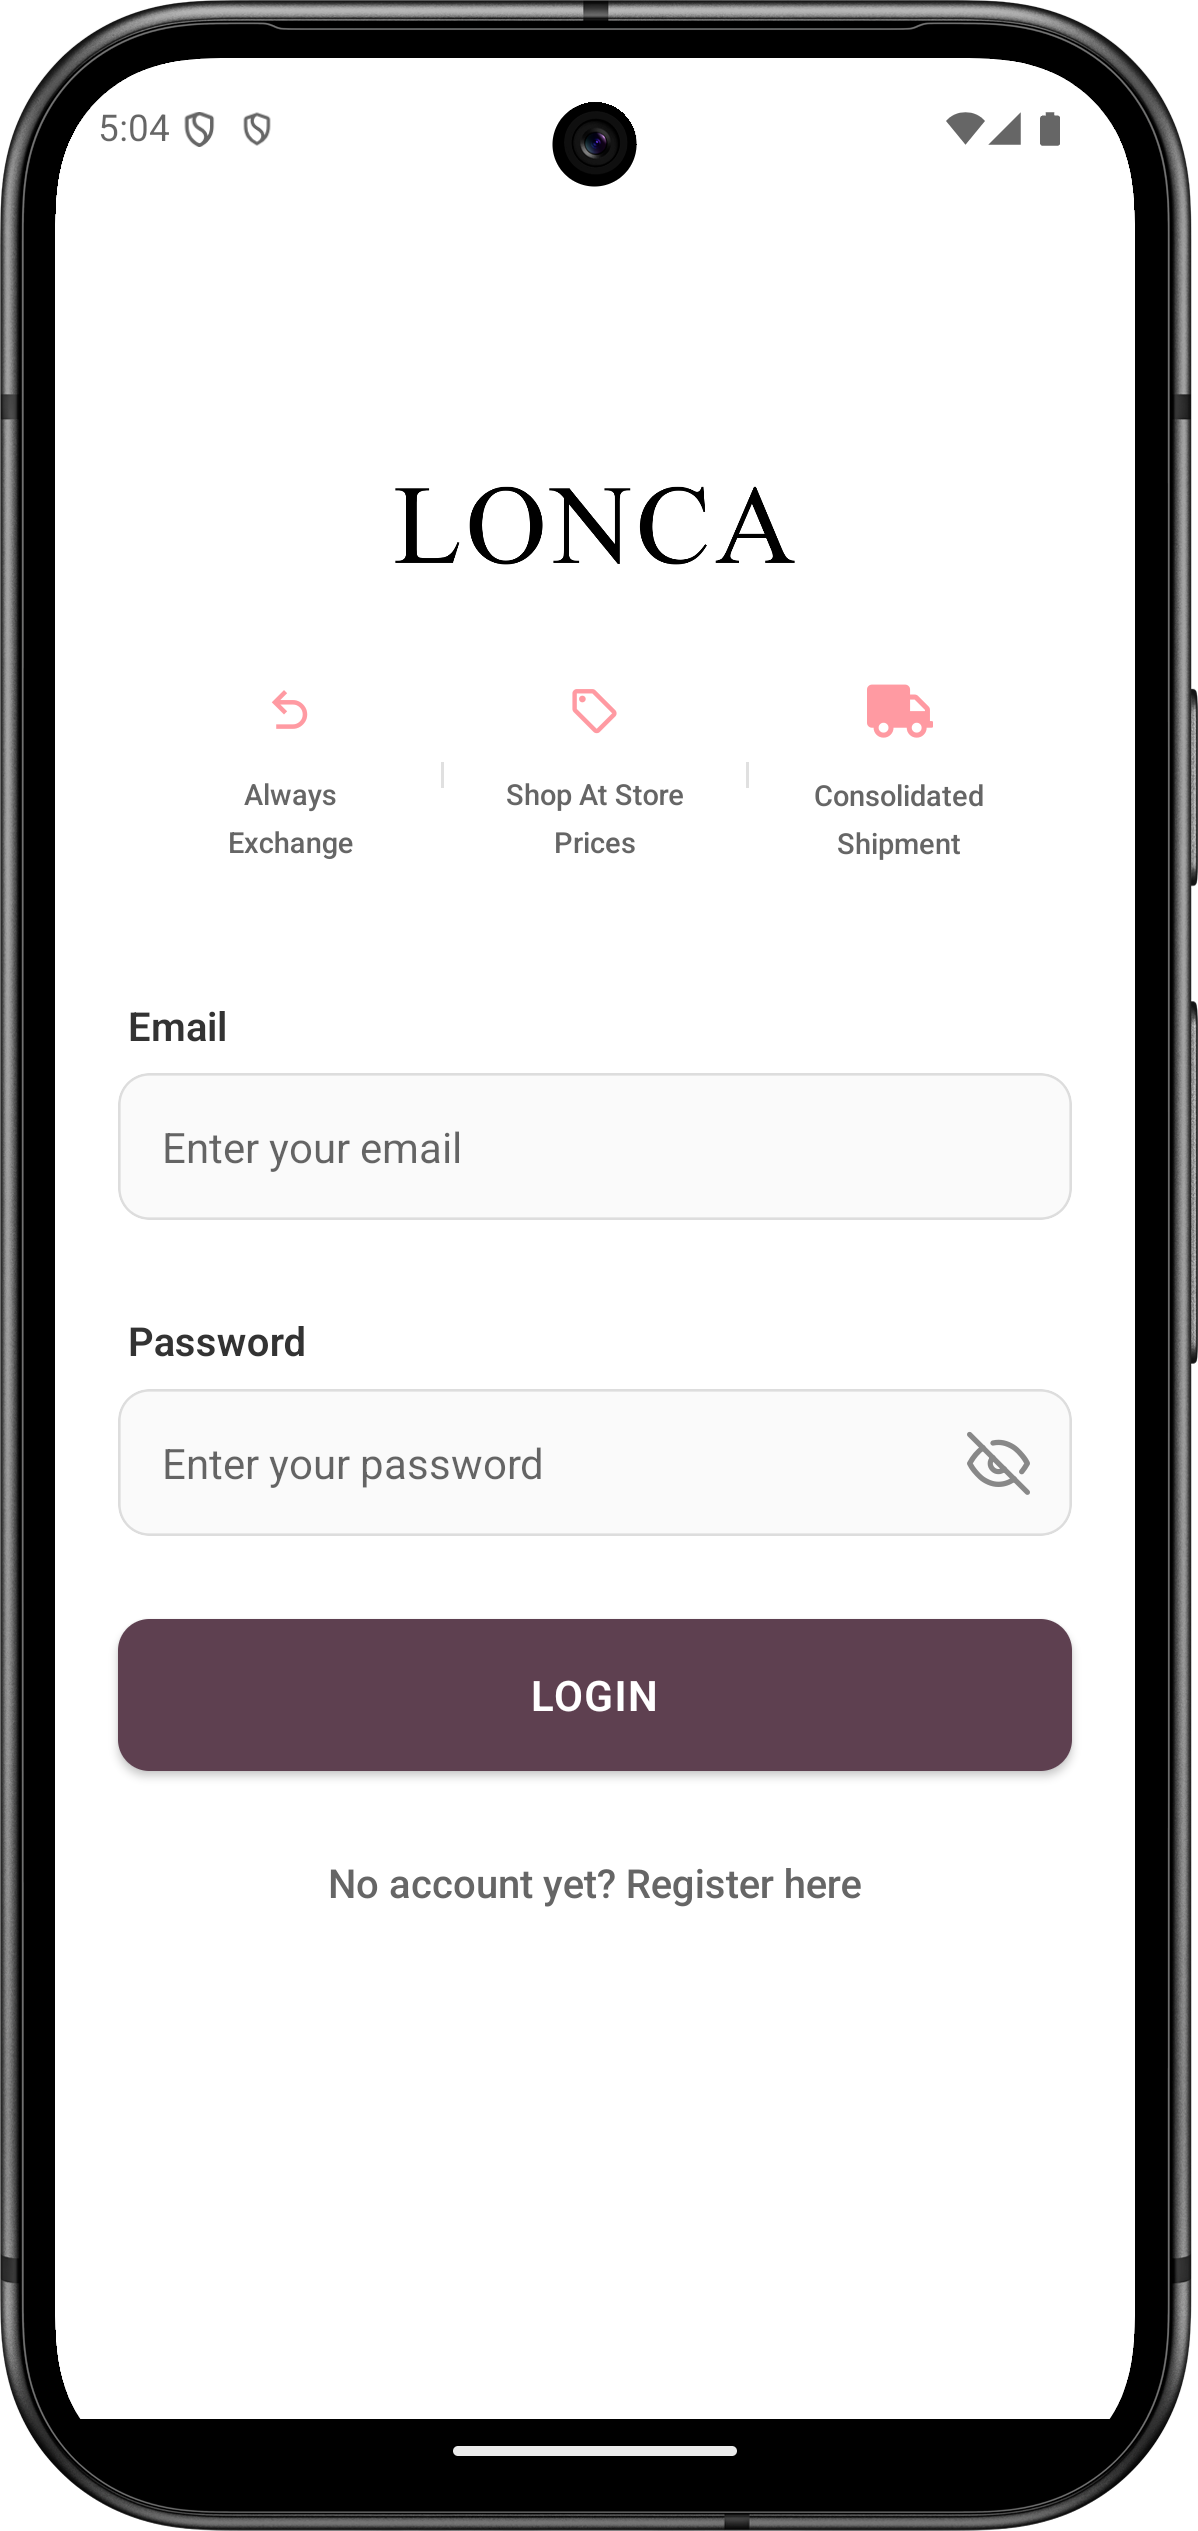 5:04
LONCA
Always
Exchange
Shop At Store
Prices
Consolidated
Shipment
Email
Enter your email
Password
Enter your password
LOGIN
No account yet? Register here